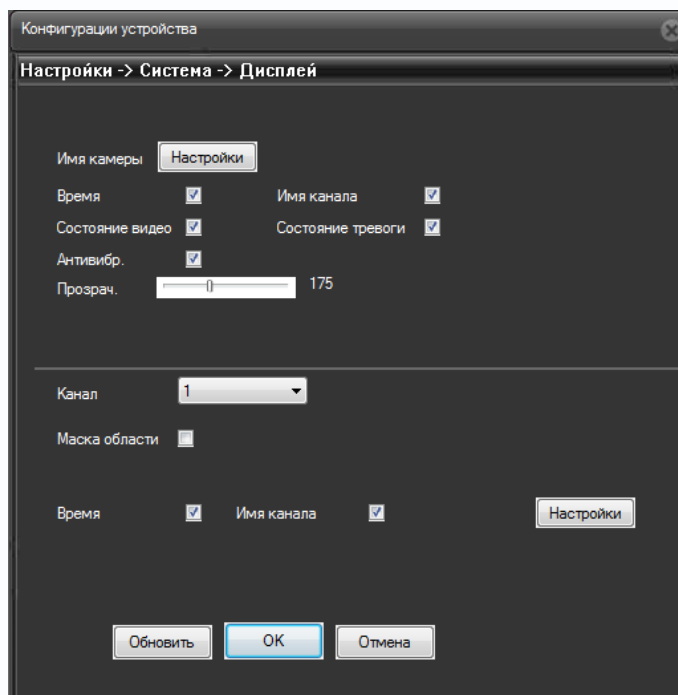 Конфигурации устройства
Настройки -> Система -> Дисплей
Имя камеры Настройки
Время Имя канала
Состояние видео Состояние тревоги
Антивибр.
Прозрач. 175
Канал 1
Маска области
Время Имя канала Настройки
Обновить OK Отмена